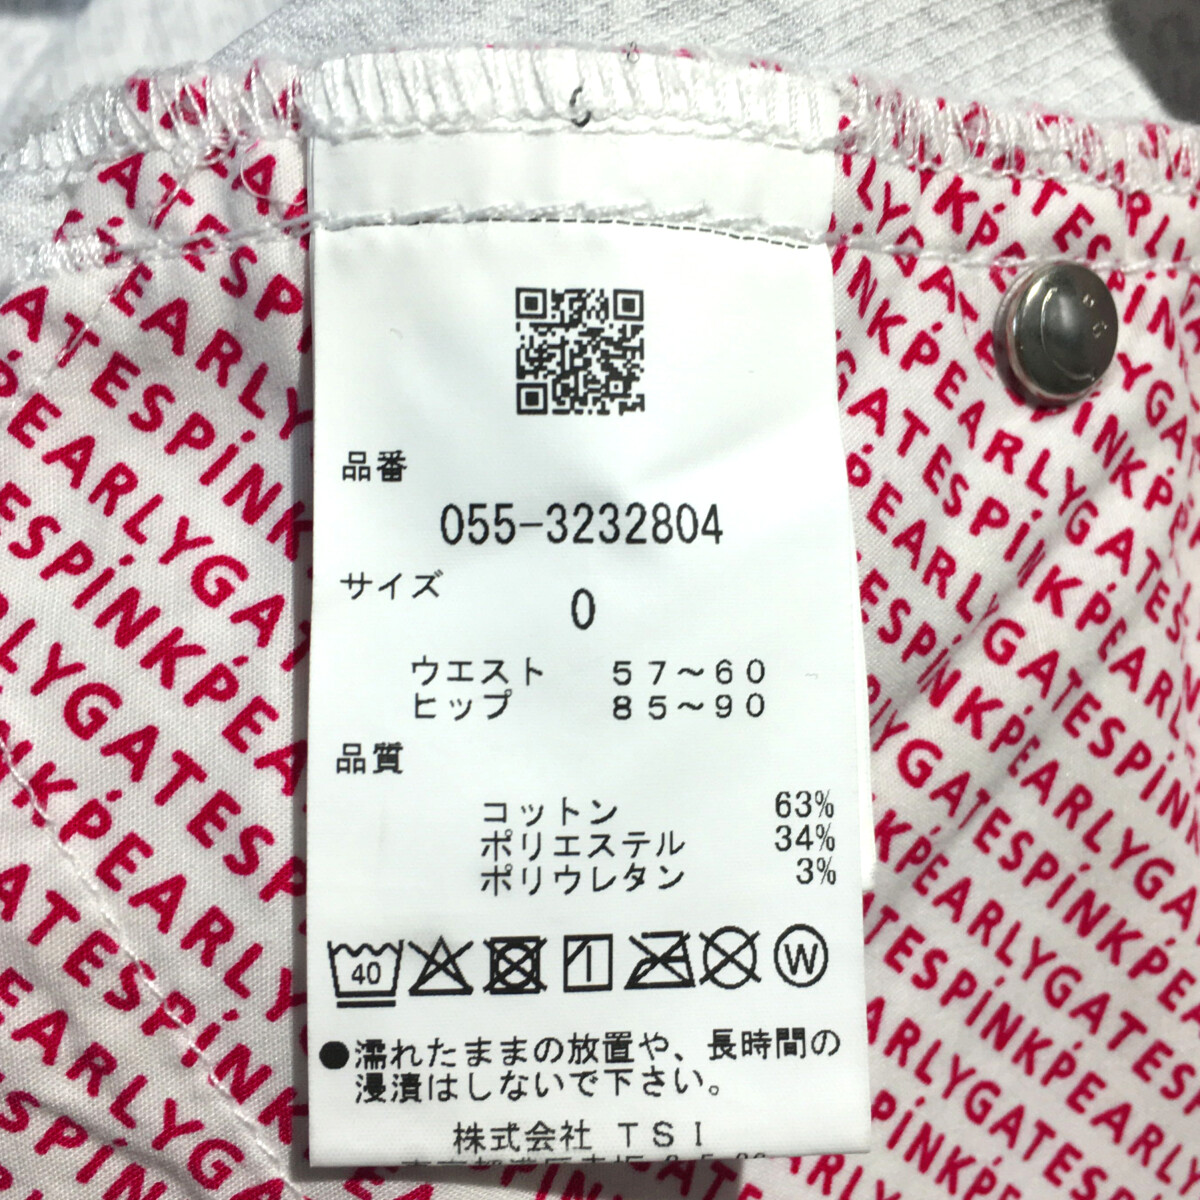 品番
055-3232804
サイズ
0
ウエスト 57～60
ヒップ 85～90
品質
コットン 63%
ポリエステル 34%
ポリウレタン 3%
40
W
●濡れたままの放置や、長時間の
浸漬はしないで下さい。
株式会社 TSI
PEARLYGATESPINKPEARLYGATESPINK